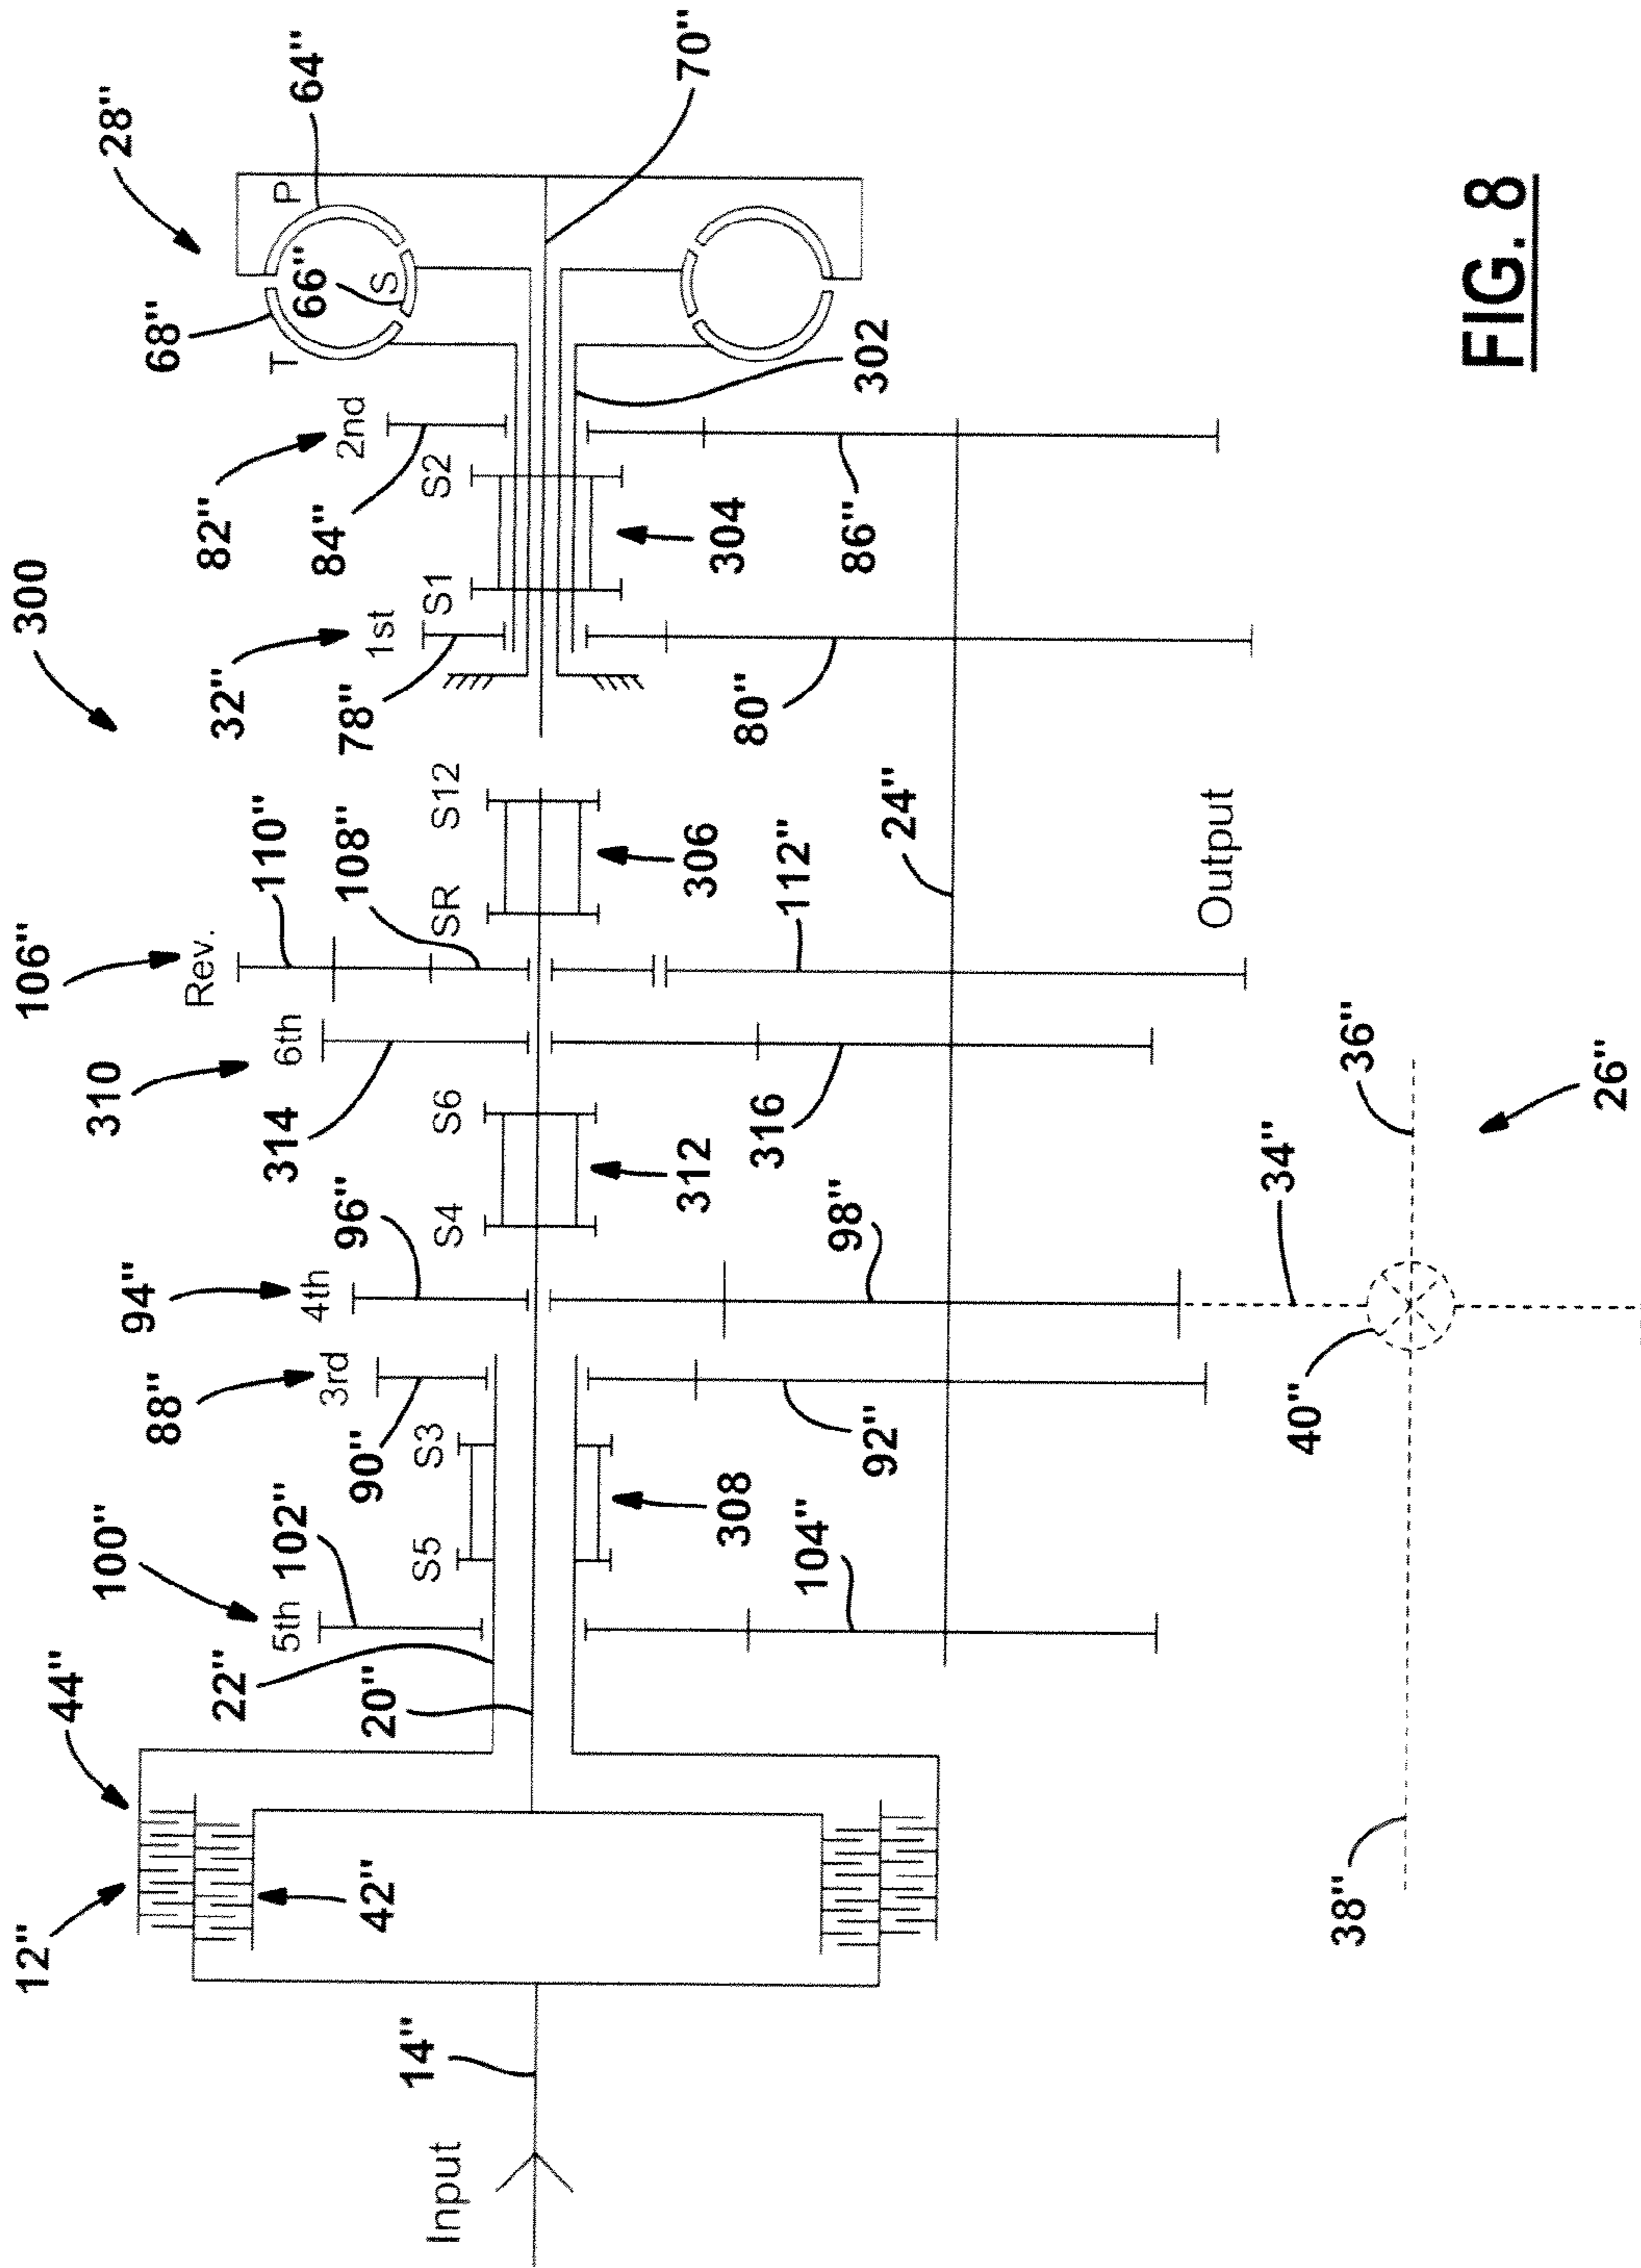 300
28"
68"
66"
64"
T
S
P
70"
302
82"
2nd
84"
S2
304
86"
32"
1st
78"
S1
80"
106"
Rev.
110"
108"
SR
S12
306
112"
24"
Output
310
6th
314
S6
312
316
94"
4th
96"
S4
98"
34"
36"
26"
40"
38"
88"
3rd
90"
S3
308
92"
100"
5th
102"
S5
104"
22"
20"
44"
12"
42"
14"
Input
FIG. 8